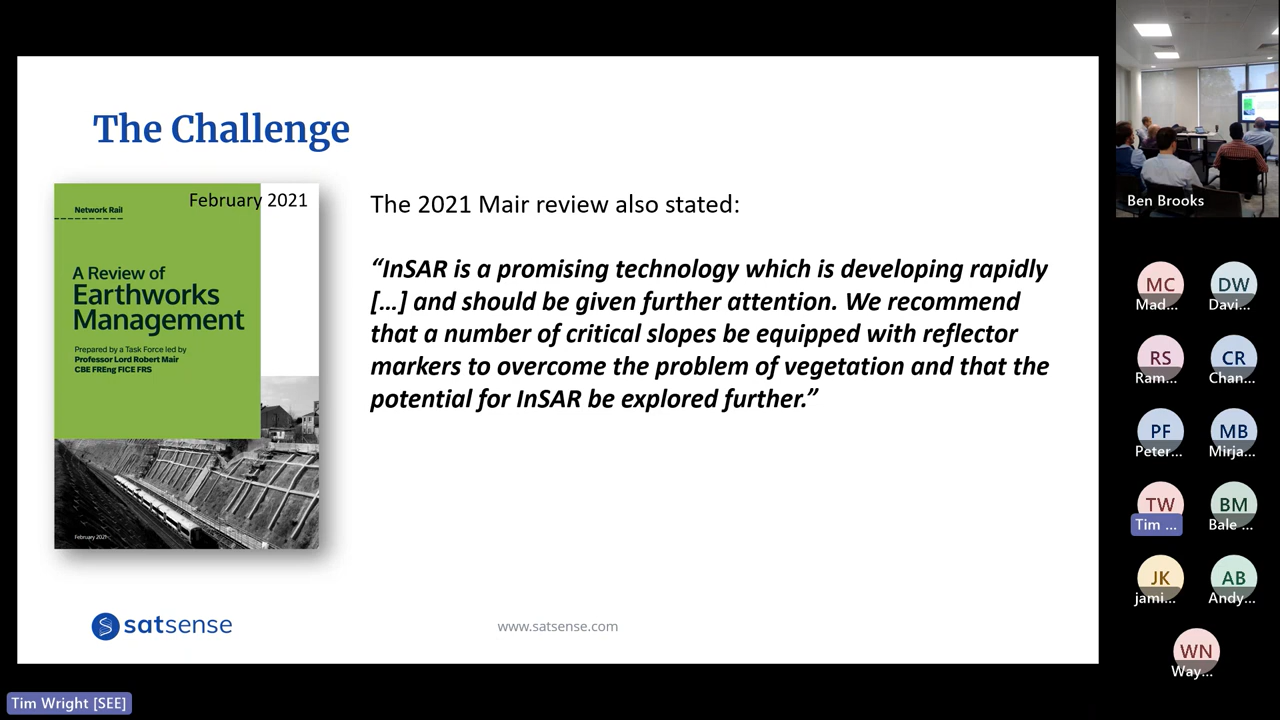 The Challenge
February 2021
Network Rail
A Review of
Earthworks
Management
Prepared by a Task Force led by
Professor Lord Robert Mair
CBE FREng FICE FRS
February 2021
The 2021 Mair review also stated:
“InSAR is a promising technology which is developing rapidly
[…] and should be given further attention. We recommend
that a number of critical slopes be equipped with reflector
markers to overcome the problem of vegetation and that the
potential for InSAR be explored further.”
satsense
www.satsense.com
Tim Wright [SEE]
Ben Brooks
MC
Mad...
DW
Davi...
RS
Ram...
CR
Chan...
PF
Peter...
MB
Mirja...
TW
Tim ...
BM
Bale ...
JK
jami...
AB
Andy...
WN
Way...